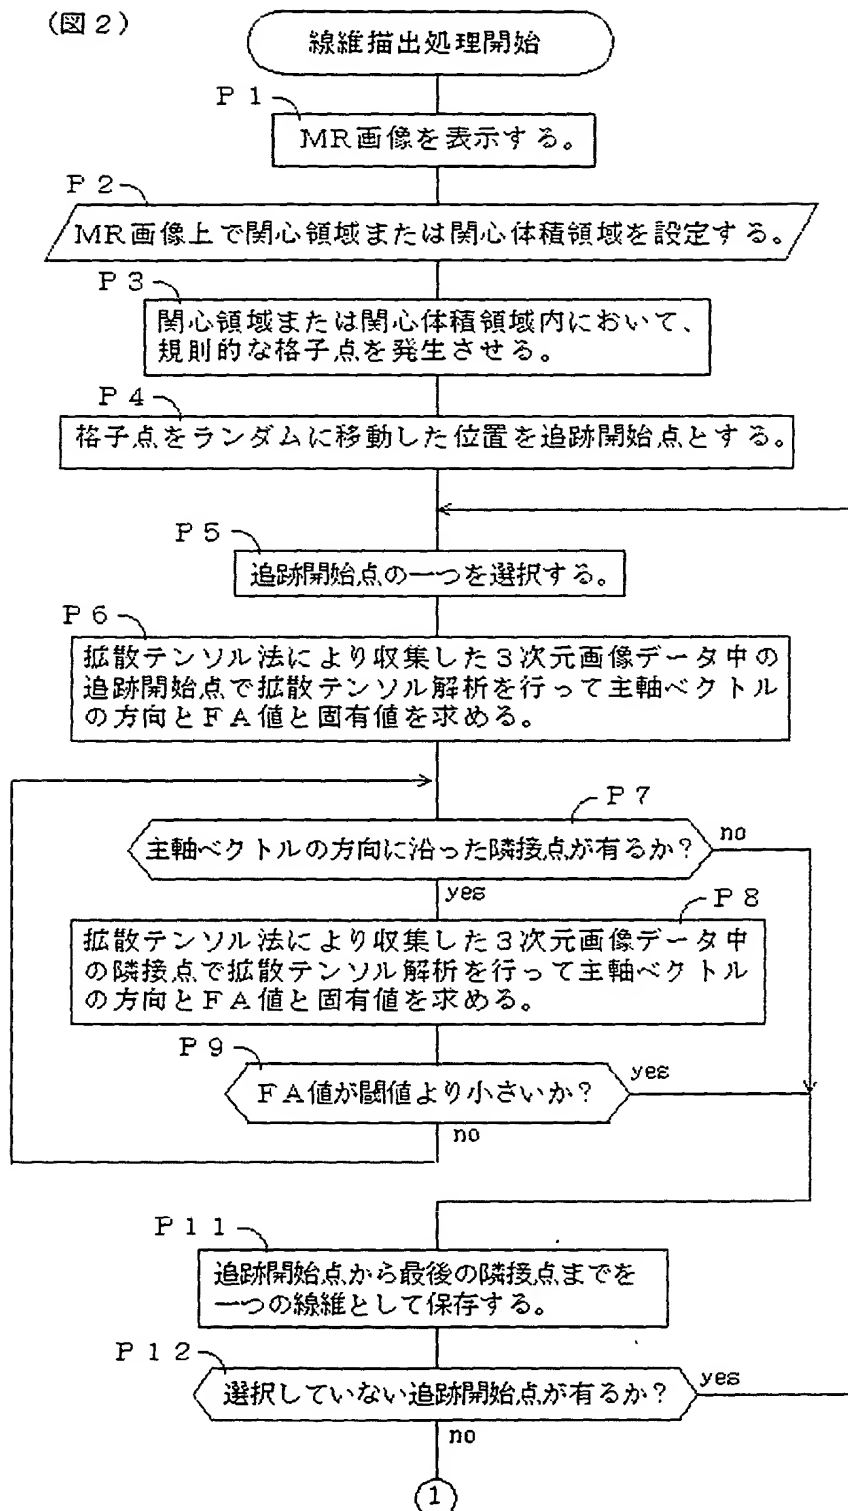 (図2)
線維描出処理開始
P1
MR画像を表示する。
P2
MR画像上で関心領域または関心体積領域を設定する。
P3
関心領域または関心体積領域内において、
規則的な格子点を発生させる。
P4
格子点をランダムに移動した位置を追跡開始点とする。
P5
追跡開始点の一つを選択する。
P6
拡散テンソル法により収集した3次元画像データ中の
追跡開始点で拡散テンソル解析を行って主軸ベクトル
の方向とFA値と固有値を求める。
P7
主軸ベクトルの方向に沿った隣接点が有るか?
no
yes
P8
拡散テンソル法により収集した3次元画像データ中
の隣接点で拡散テンソル解析を行って主軸ベクトル
の方向とFA値と固有値を求める。
P9
FA値が閾値より小さいか?
yes
no
P11
追跡開始点から最後の隣接点までを
一つの線維として保存する。
P12
選択していない追跡開始点が有るか?
yes
no
1